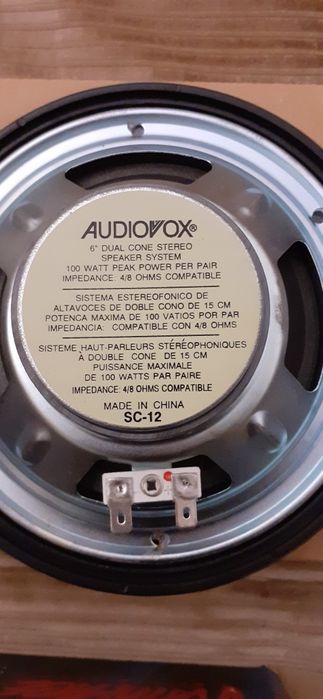 AUDIOVOX®
6" DUAL CONE STEREO
SPEAKER SYSTEM
100 WATT PEAK POWER PER PAIR
IMPEDANCE: 4/8 OHMS COMPATIBLE
SISTEMA ESTEREOFONICO DE
ALTAVOCES DE DOBLE CONO DE 15 CM
POTENCA MAXIMA DE 100 VATIOS POR PAR
IMPEDANCIA: COMPATIBLE CON 4/8 OHMS
SISTEME HAUT-PARLEURS STÉRÉOPHONIQUES
À DOUBLE CONE DE 15 CM
PUISSANCE MAXIMALE
DE 100 WATTS PAR PAIRE
IMPEDANCE: 4/8 OHMS COMPATIBLE
MADE IN CHINA
SC-12